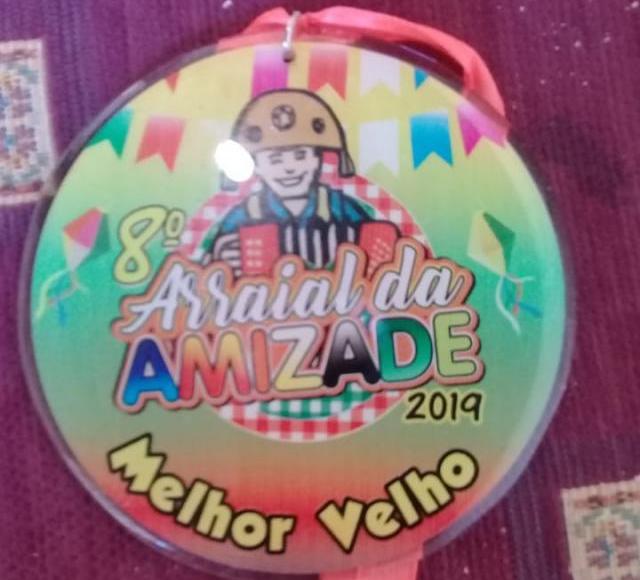 8º
Arraial da
AMIZADE
2019
Melhor Velho